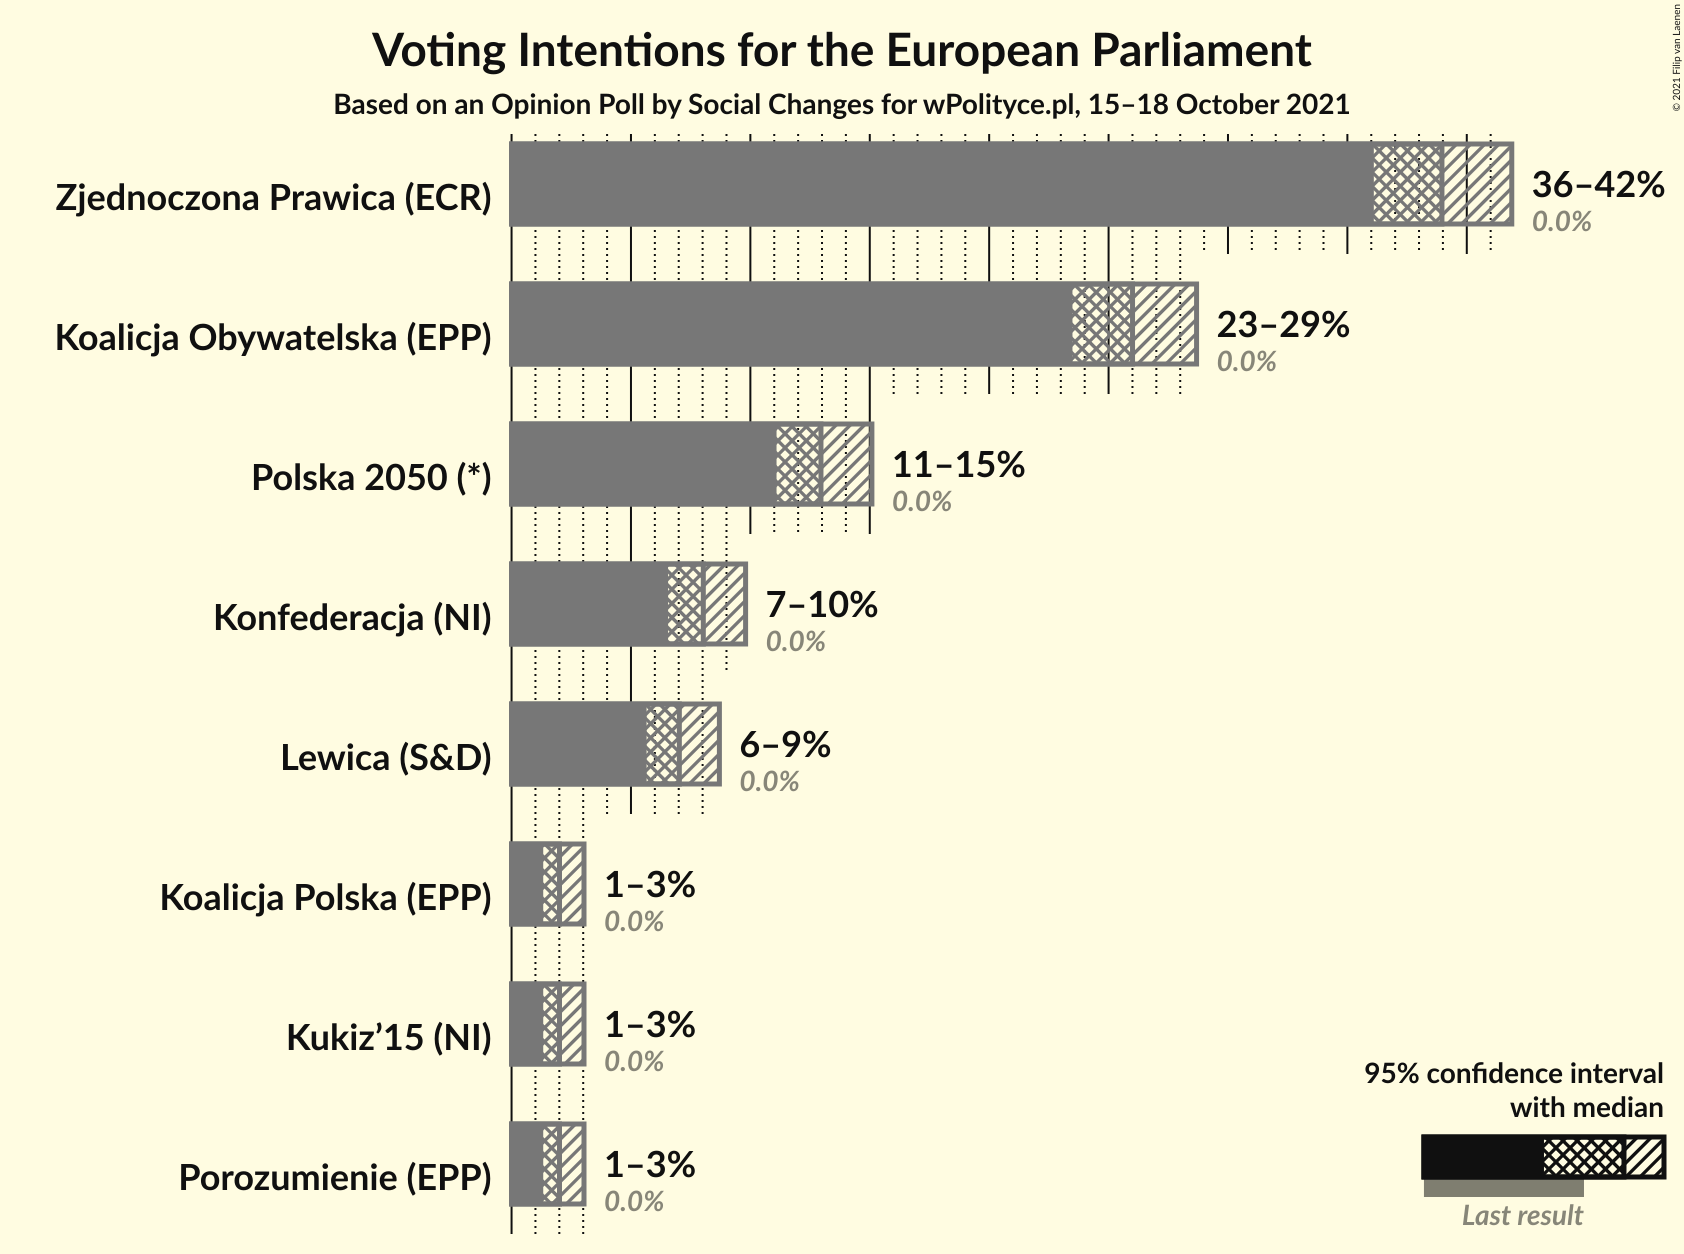 Voting Intentions for the European Parliament
Based on an Opinion Poll by Social Changes for wPolityce.pl, 15–18 October 2021
© 2021 Filip van Laenen
Zjednoczona Prawica (ECR)
36–42%
0.0%
Koalicja Obywatelska (EPP)
23–29%
0.0%
Polska 2050 (*)
11–15%
0.0%
Konfederacja (NI)
7–10%
0.0%
Lewica (S&D)
6–9%
0.0%
Koalicja Polska (EPP)
1–3%
0.0%
Kukiz’15 (NI)
1–3%
0.0%
Porozumienie (EPP)
1–3%
0.0%
95% confidence interval
with median
Last result